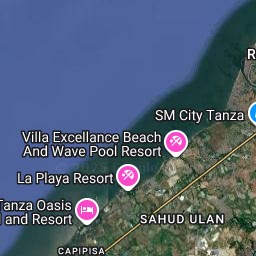 R
SM City Tanza
Villa Excellance Beach
And Wave Pool Resort
La Playa Resort
Tanza Oasis
l and Resort
SAHUD ULAN
CAPIPISA